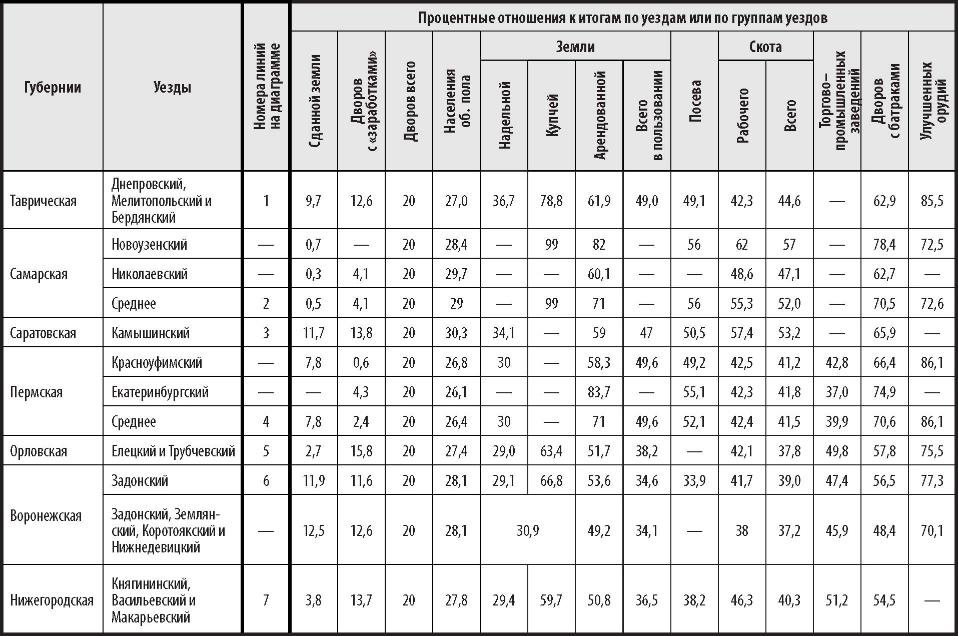 Губернии | Уезды | Номера линий на диаграмме | Процентные отношения к итогам по уездам или по группам уездов
Сданной земли | Дворов с «заработками» | Дворов всего | Населения об. пола | Земли | Посева | Скота | Торгово–промышленных заведений | Дворов с батраками | Улучшенных орудий
Надельной | Купчей | Арендованной | Всего в пользовании | Рабочего | Всего
Таврическая | Днепровский, Мелитопольский и Бердянский | 1 | 9,7 | 12,6 | 20 | 27,0 | 36,7 | 78,8 | 61,9 | 49,0 | 49,1 | 42,3 | 44,6 | — | 62,9 | 85,5
Самарская | Новоузенский | — | 0,7 | — | 20 | 28,4 | — | 99 | 82 | — | 56 | 62 | 57 | — | 78,4 | 72,5
Николаевский | — | 0,3 | 4,1 | 20 | 29,7 | — | — | 60,1 | — | — | 48,6 | 47,1 | — | 62,7 | —
Среднее | 2 | 0,5 | 4,1 | 20 | 29 | — | 99 | 71 | — | 56 | 55,3 | 52,0 | — | 70,5 | 72,6
Саратовская | Камышинский | 3 | 11,7 | 13,8 | 20 | 30,3 | 34,1 | — | 59 | 47 | 50,5 | 57,4 | 53,2 | — | 65,9 | —
Пермская | Красноуфимский | — | 7,8 | 0,6 | 20 | 26,8 | 30 | — | 58,3 | 49,6 | 49,2 | 42,5 | 41,2 | 42,8 | 66,4 | 86,1
Екатеринбургский | — | — | 4,3 | 20 | 26,1 | — | — | 83,7 | — | 55,1 | 42,3 | 41,8 | 37,0 | 74,9 | —
Среднее | 4 | 7,8 | 2,4 | 20 | 26,4 | 30 | — | 71 | 49,6 | 52,1 | 42,4 | 41,5 | 39,9 | 70,6 | 86,1
Орловская | Елецкий и Трубчевский | 5 | 2,7 | 15,8 | 20 | 27,4 | 29,0 | 63,4 | 51,7 | 38,2 | — | 42,1 | 37,8 | 49,8 | 57,8 | 75,5
Воронежская | Задонский | 6 | 11,9 | 11,6 | 20 | 28,1 | 29,1 | 66,8 | 53,6 | 34,6 | 33,9 | 41,7 | 39,0 | 47,4 | 56,5 | 77,3
Задонский, Землянский, Коротоякский и Нижнедевицкий | — | 12,5 | 12,6 | 20 | 28,1 | 30,9 | 49,2 | 34,1 | — | 38 | 37,2 | 45,9 | 48,4 | 70,1
Нижегородская | Княгининский, Васильевский и Макарьевский | 7 | 3,8 | 13,7 | 20 | 27,8 | 29,4 | 59,7 | 50,8 | 36,5 | 38,2 | 46,3 | 40,3 | 51,2 | 54,5 | —